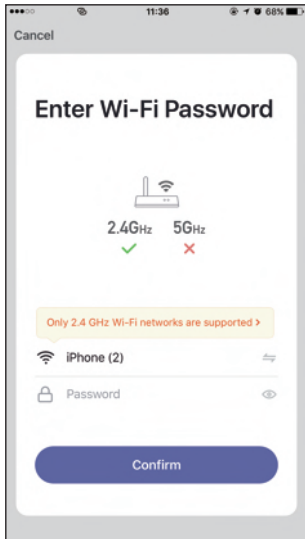 11:36
68%
Cancel
Enter Wi-Fi Password
2.4GHz 5GHz
Only 2.4 GHz Wi-Fi networks are supported >
iPhone (2)
Password
Confirm